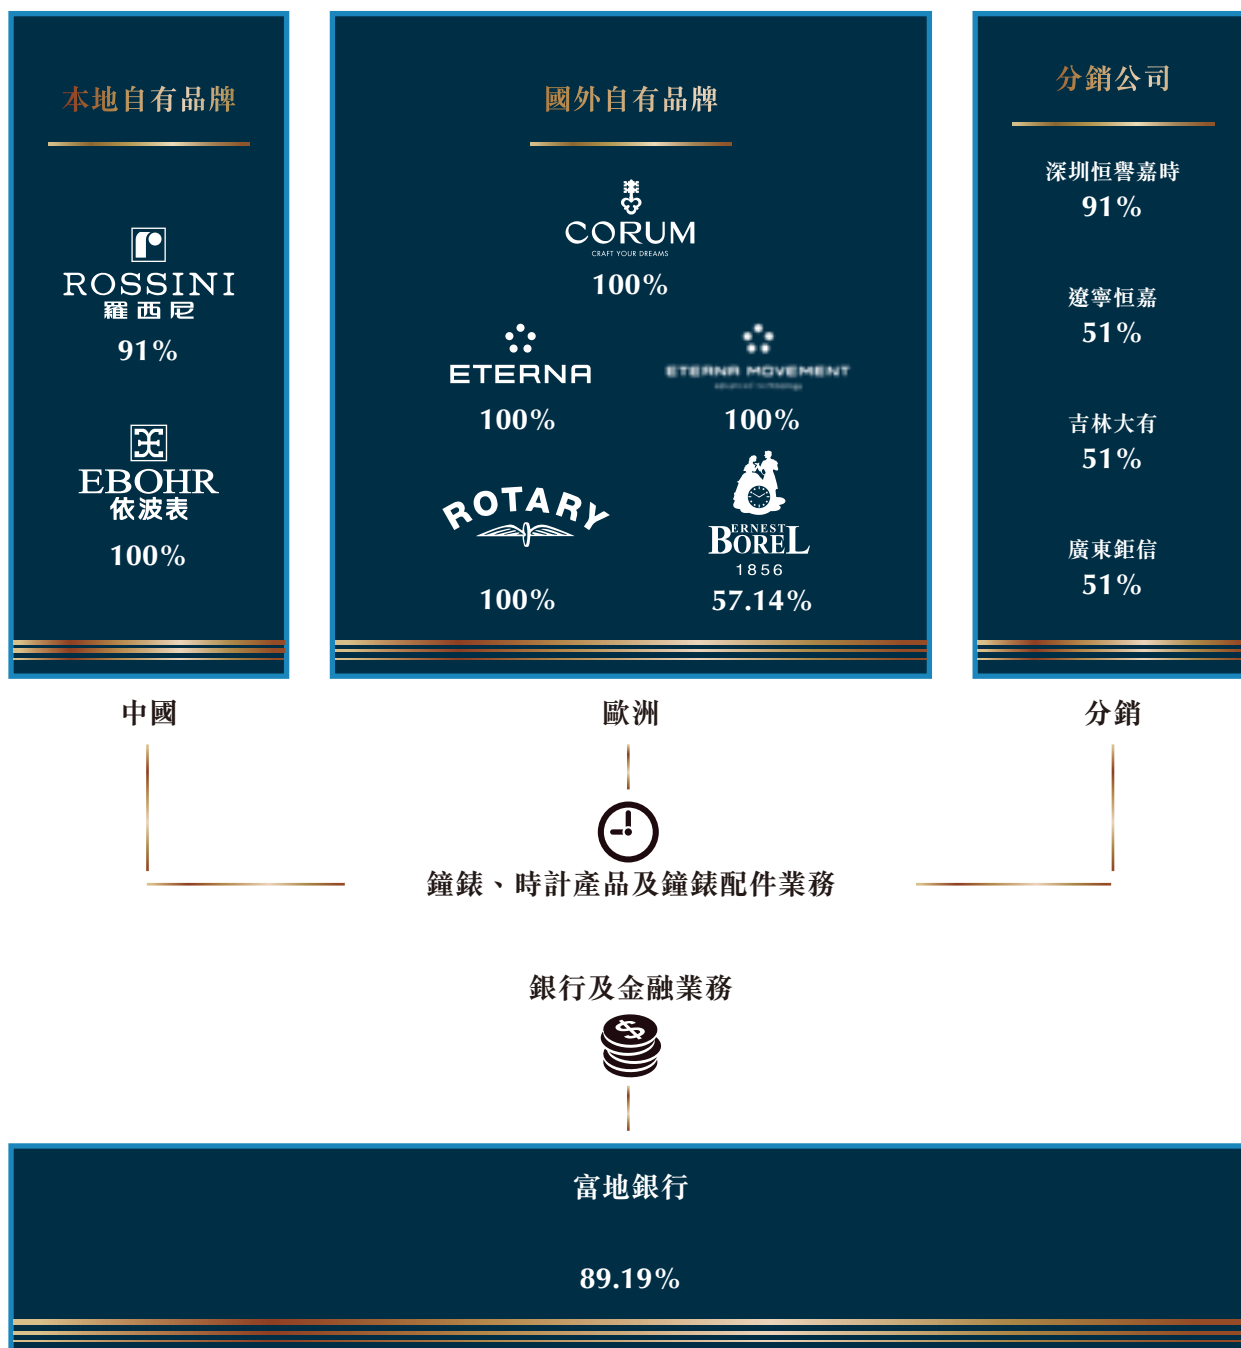 本地自有品牌
ROSSINI
羅西尼
91%
EBOHR
依波表
100%
國外自有品牌
CORUM
CRAFT YOUR DREAMS
100%
ETERNA
100%
ETERNA MOVEMENT
advanced technology
100%
ROTARY
100%
ERNEST
BOREL
1856
57.14%
分銷公司
深圳恒譽嘉時
91%
遼寧恒嘉
51%
吉林大有
51%
廣東鉅信
51%
中國
歐洲
分銷
鐘錶、時計產品及鐘錶配件業務
銀行及金融業務
富地銀行
89.19%